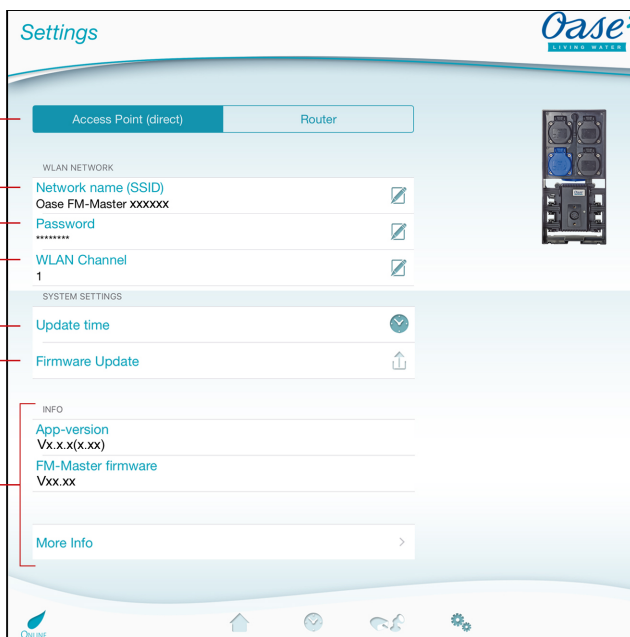 Settings
Oase
LIVING WATER
Access Point (direct)
Router
WLAN NETWORK
Network name (SSID)
Oase FM-Master xxxxxx
Password
********
WLAN Channel
1
SYSTEM SETTINGS
Update time
Firmware Update
INFO
App-version
Vx.x.x(x.xx)
FM-Master firmware
Vxx.xx
More Info
ONLINE